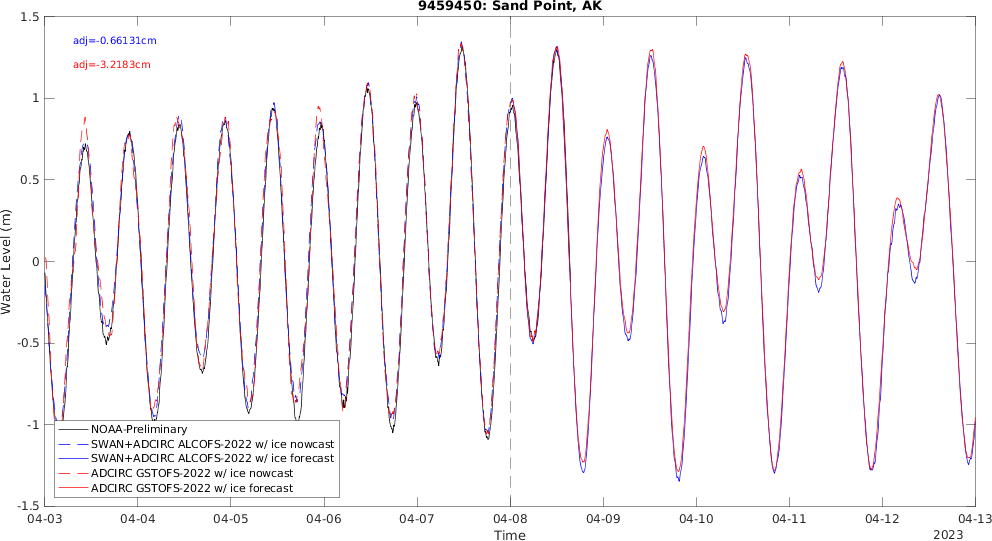 9459450: Sand Point, AK
adj=-0.66131cm
adj=-3.2183cm
Water Level (m)
1.5
1
0.5
0
-0.5
-1
-1.5
NOAA-Preliminary
SWAN+ADCIRC ALCOFS-2022 w/ ice nowcast
SWAN+ADCIRC ALCOFS-2022 w/ ice forecast
ADCIRC GSTOFS-2022 w/ ice nowcast
ADCIRC GSTOFS-2022 w/ ice forecast
04-03 04-04 04-05 04-06 04-07 04-08 04-09 04-10 04-11 04-12 04-13
Time
2023